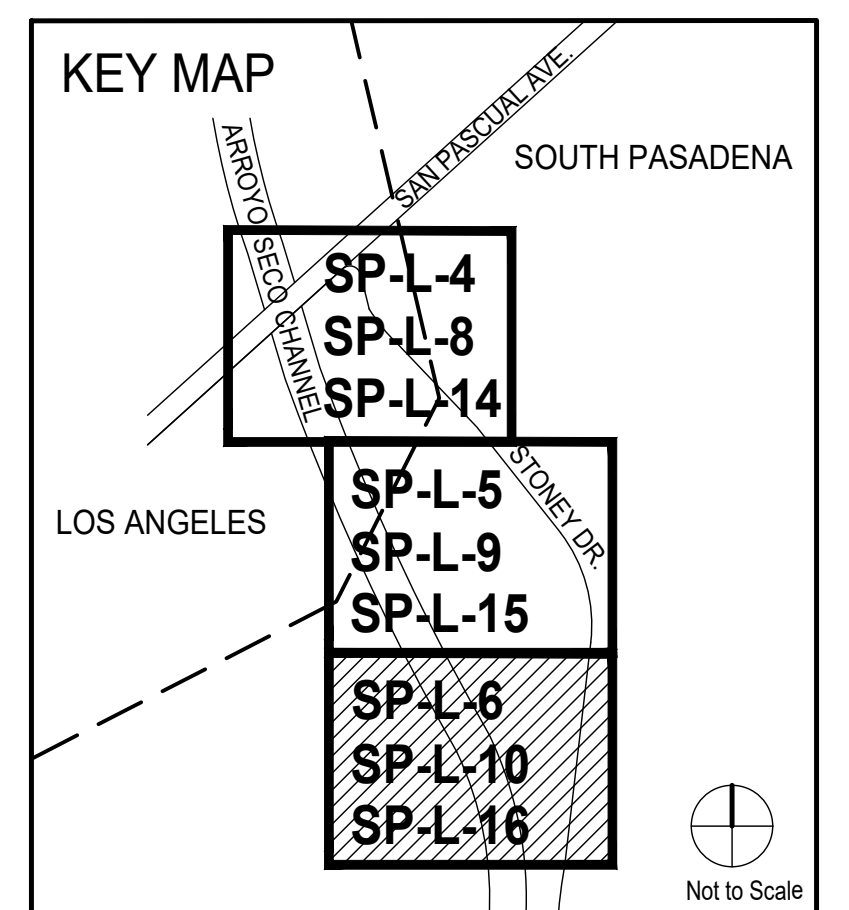 KEY MAP
SAN PASCUAL AVE.
SOUTH PASADENA
ARROYO SECO CHANNEL
SP-L-4
SP-L-8
SP-L-14
STONEY DR.
LOS ANGELES
SP-L-5
SP-L-9
SP-L-15
SP-L-6
SP-L-10
SP-L-16
Not to Scale